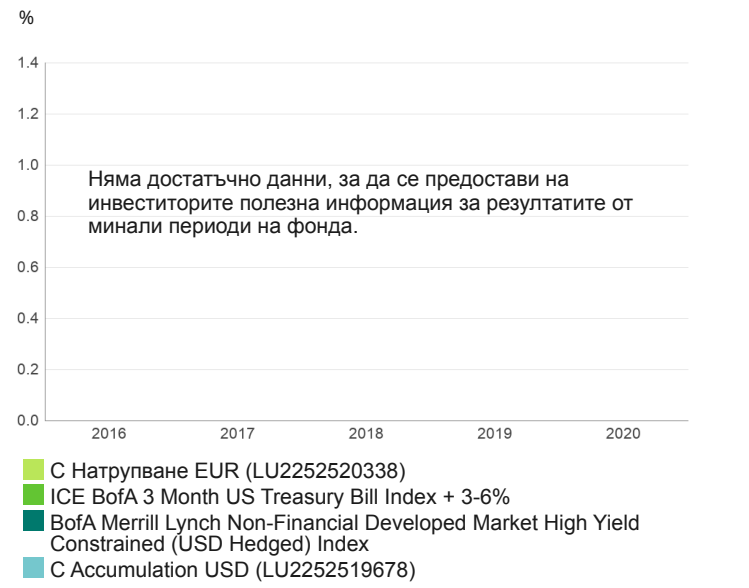 %
1.4
1.2
1.0
Няма достатъчно данни, за да се предостави на
инвеститорите полезна информация за резултатите от
минали периоди на фонда.
0.8
0.6
0.4
0.2
0.0
2016 2017 2018 2019 2020
С Натрупване EUR (LU2252520338)
ICE BofA 3 Month US Treasury Bill Index + 3-6%
BofA Merrill Lynch Non-Financial Developed Market High Yield
Constrained (USD Hedged) Index
C Accumulation USD (LU2252519678)